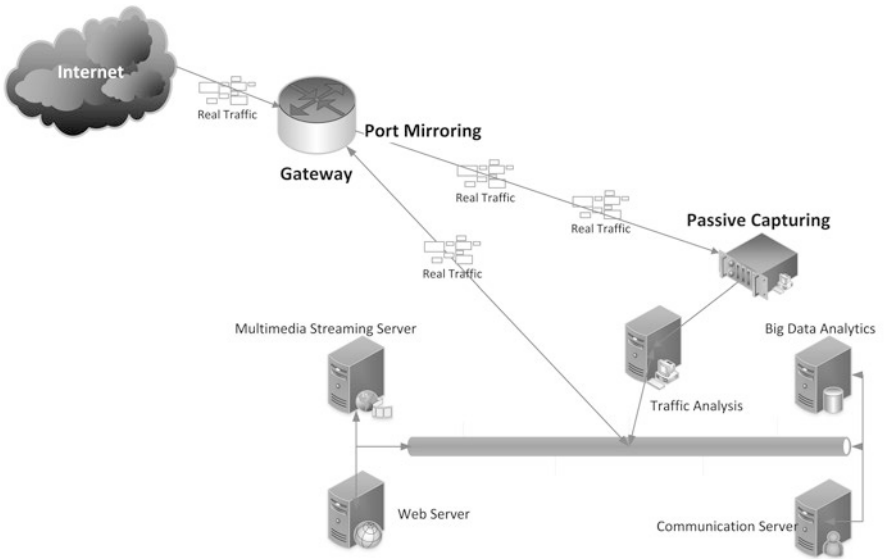 Internet
Real Traffic
Port Mirroring
Gateway
Real Traffic
Real Traffic
Passive Capturing
Real Traffic
Multimedia Streaming Server
Big Data Analytics
Traffic Analysis
Web Server
Communication Server